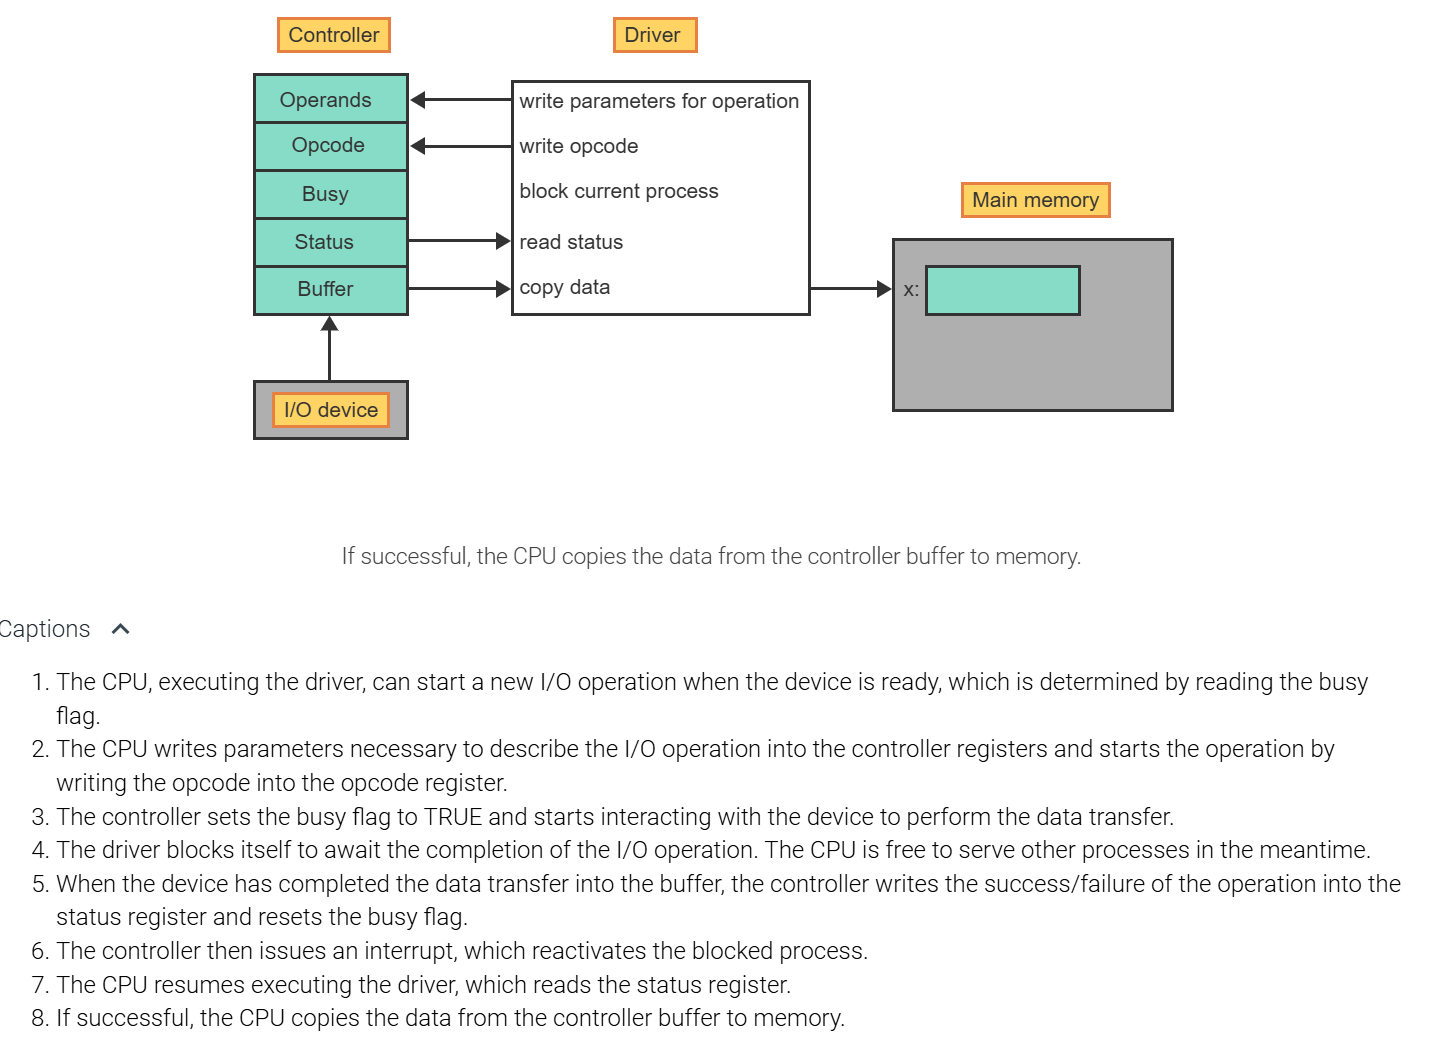 Controller
Driver
Operands
write parameters for operation
Opcode
write opcode
Busy
block current process
Main memory
Status
read status
Buffer
copy data
x:
I/O device
If successful, the CPU copies the data from the controller buffer to memory.
Captions
1. The CPU, executing the driver, can start a new I/O operation when the device is ready, which is determined by reading the busy
flag.
2. The CPU writes parameters necessary to describe the I/O operation into the controller registers and starts the operation by
writing the opcode into the opcode register.
3. The controller sets the busy flag to TRUE and starts interacting with the device to perform the data transfer.
4. The driver blocks itself to await the completion of the I/O operation. The CPU is free to serve other processes in the meantime.
5. When the device has completed the data transfer into the buffer, the controller writes the success/failure of the operation into the
status register and resets the busy flag.
6. The controller then issues an interrupt, which reactivates the blocked process.
7. The CPU resumes executing the driver, which reads the status register.
8. If successful, the CPU copies the data from the controller buffer to memory.